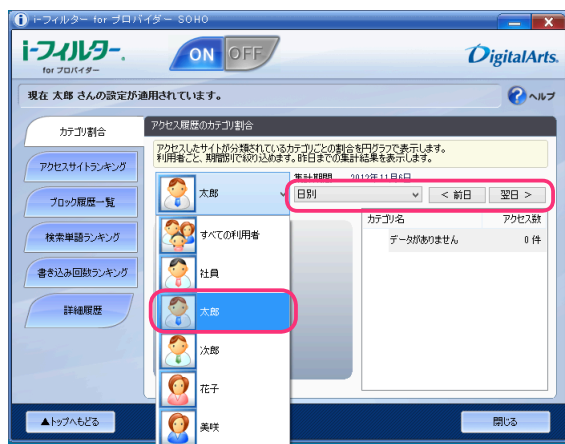 i-フィルター for プロバイダー SOHO
i-フィルター®
for プロバイダー
ON OFF
DigitalArts®
現在 太郎 さんの設定が適用されています。
ヘルプ
カテゴリ割合
アクセスサイトランキング
ブロック履歴一覧
検索単語ランキング
書き込み回数ランキング
詳細履歴
アクセス履歴のカテゴリ割合
アクセスしたサイトが分類されているカテゴリごとの割合を円グラフで表示します。
利用者ごと、期間別で絞り込めます。昨日までの集計結果を表示します。
集計期間 2012年11月6日
太郎
日別
< 前日
翌日 >
すべての利用者
社員
太郎
次郎
花子
美咲
カテゴリ名 アクセス数
データがありません 0 件
▲トップへもどる
閉じる